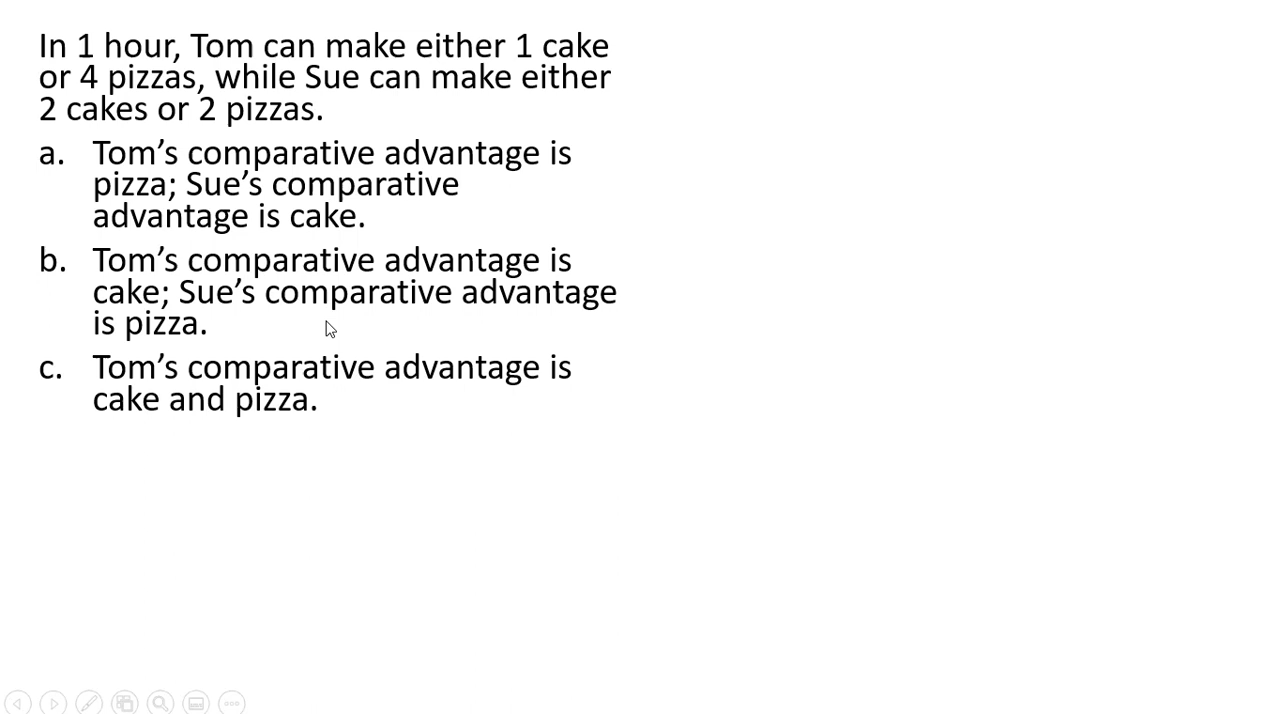 In 1 hour, Tom can make either 1 cake
or 4 pizzas, while Sue can make either
2 cakes or 2 pizzas.
a. Tom’s comparative advantage is
pizza; Sue’s comparative
advantage is cake.
b. Tom’s comparative advantage is
cake; Sue’s comparative advantage
is pizza.
c. Tom’s comparative advantage is
cake and pizza.